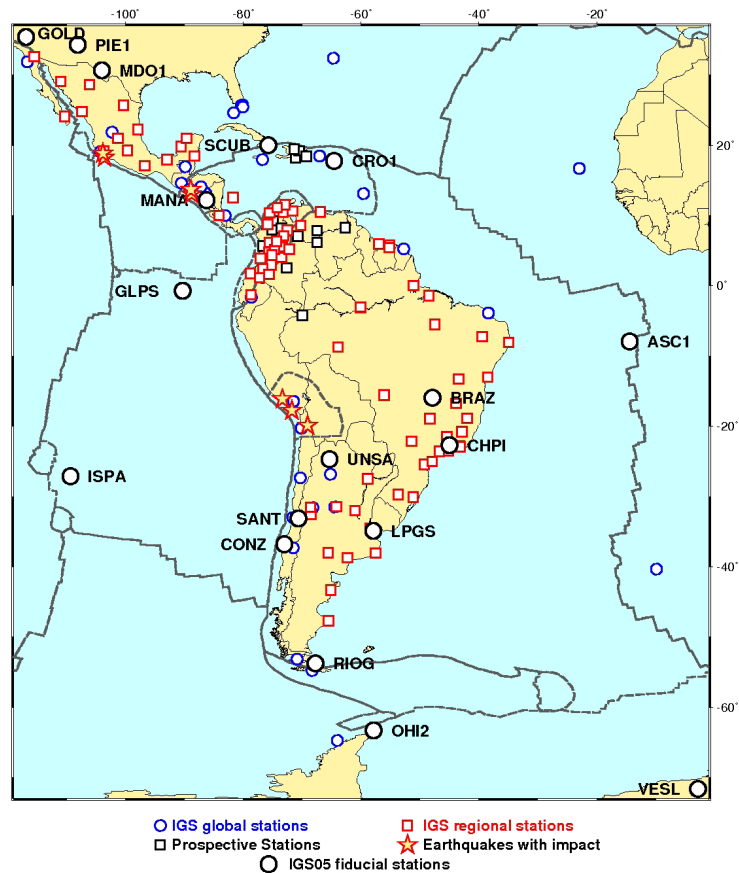 -100˚ -80˚ -60˚ -40˚ -20˚
GOLD
PIE1
MDO1
20˚
SCUB
CRO1
MANA
0˚
GLPS
ASC1
BRAZ
-20˚
CHPI
UNSA
ISPA
SANT
LPGS
CONZ
-40˚
RIOG
-60˚
OHI2
VESL
IGS global stations IGS regional stations
Prospective Stations Earthquakes with impact
IGS05 fiducial stations